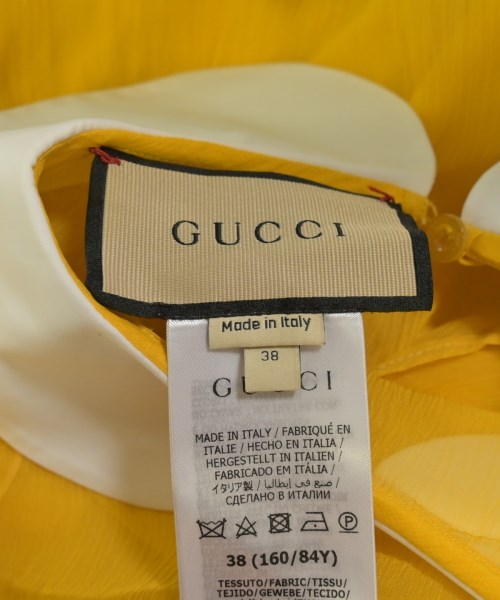 GUCCI
Made in Italy
38
GUCCI
MADE IN ITALY / FABRIQUÉ EN
ITALIE / HECHO EN ITALIA /
HERGESTELLT IN ITALIEN /
FABRICADO EM ITÁLIA /
イタリア製 / صنع في إيطاليا /
СДЕЛАНО В ИТАЛИИ
P
38 (160/84Y)
TESSUTO/FABRIC/TISSU/
TEJIDO/GEWEBE/TECIDO/